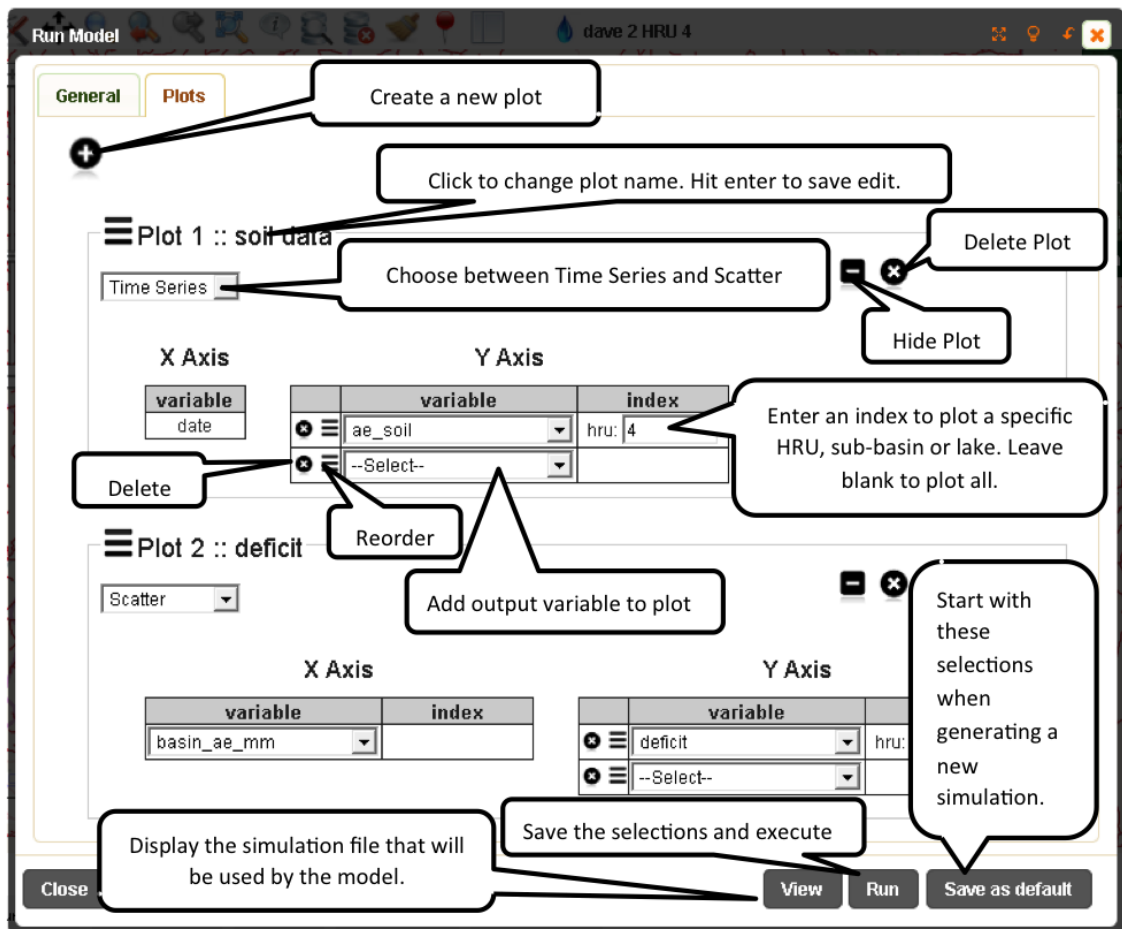 Run Model
dave 2 HRU 4
General
Plots
Create a new plot
Click to change plot name. Hit enter to save edit.
Plot 1 :: soil data
Delete Plot
Time Series
Choose between Time Series and Scatter
Hide Plot
X Axis
Y Axis
variable
date
variable
index
ae_soil
hru: 4
--Select--
Enter an index to plot a specific
HRU, sub-basin or lake. Leave
blank to plot all.
Delete
Reorder
Plot 2 :: deficit
Add output variable to plot
Scatter
Start with
these
selections
when
generating a
new
simulation.
X Axis
Y Axis
variable
index
basin_ae_mm
variable
deficit
hru:
--Select--
Save the selections and execute
Display the simulation file that will
be used by the model.
Close
View
Run
Save as default